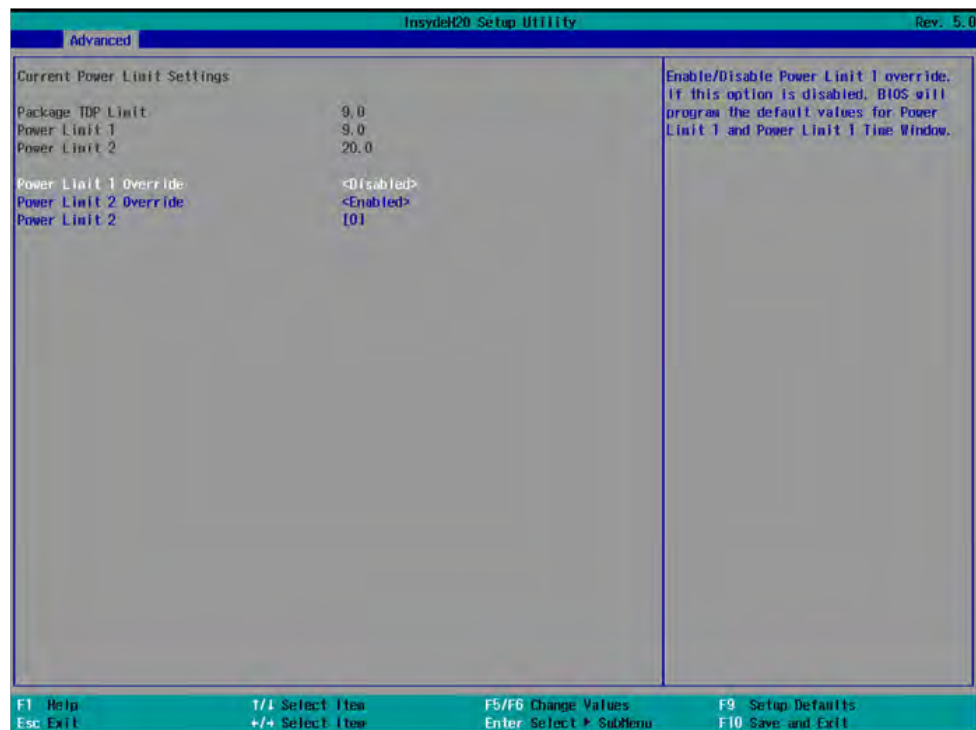 InsydeH20 Setup Utility Rev. 5.0
Advanced
Current Power Limit Settings
Package TDP Limit 9.0
Power Limit 1 9.0
Power Limit 2 20.0
Power Limit 1 Override <Disabled>
Power Limit 2 Override <Enabled>
Power Limit 2 [0]
Enable/Disable Power Limit 1 override.
If this option is disabled, BIOS will
program the default values for Power
Limit 1 and Power Limit 1 Time Window.
F1 Help ↑/↓ Select Item F5/F6 Change Values F9 Setup Defaults
Esc Exit ←/→ Select Item Enter Select ▶ SubMenu F10 Save and Exit